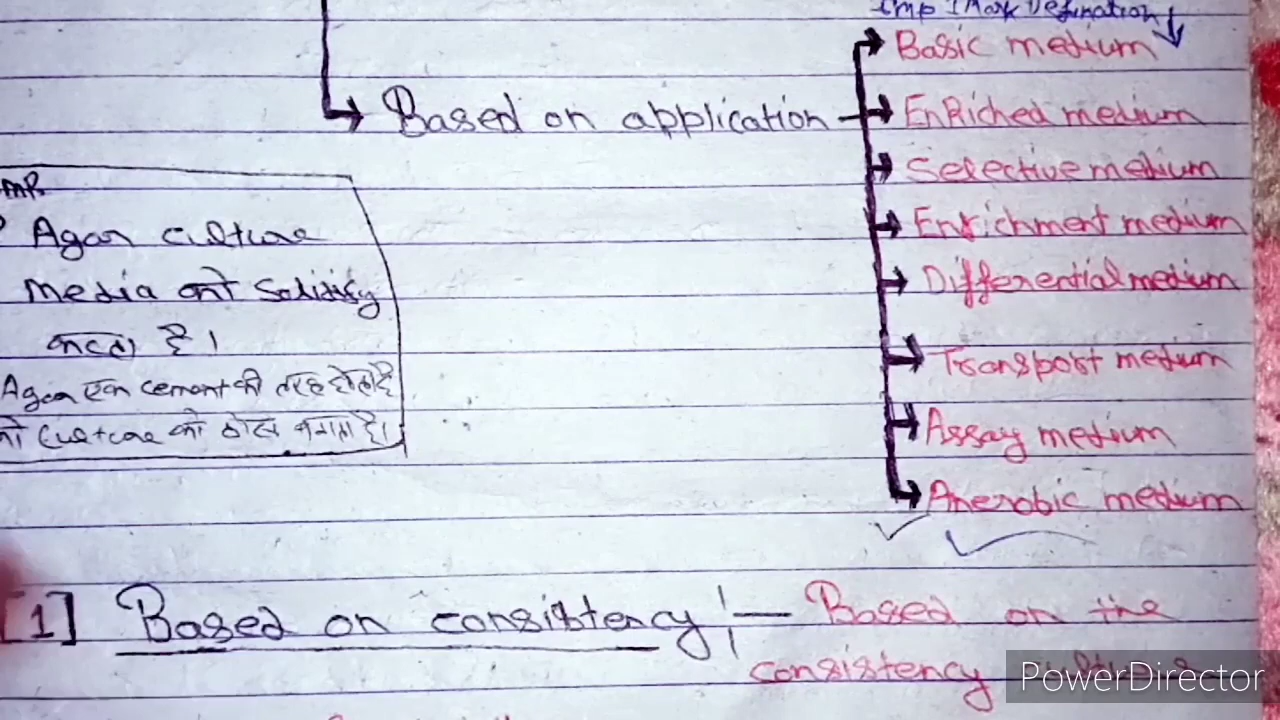 Imp 1 Mark Defination
Basic medium
Based on application
EnRiched medium
Selective medium
Enrichment medium
Differential medium
Transport medium
Assay medium
Anerobic medium
Imp.
Agar culture
Media को Solitify
करता है।
Agar एक cement की तरह होता है
जो Culture को ठोस बनाता है।
[1] Based on consistency :— Based on the
consistency
PowerDirector